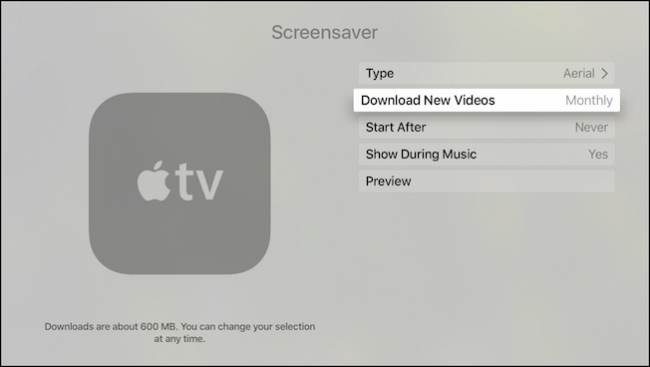 Screensaver
Type Aerial
Download New Videos Monthly
Start After Never
Show During Music Yes
Preview
tv
Downloads are about 600 MB. You can change your selection
at any time.